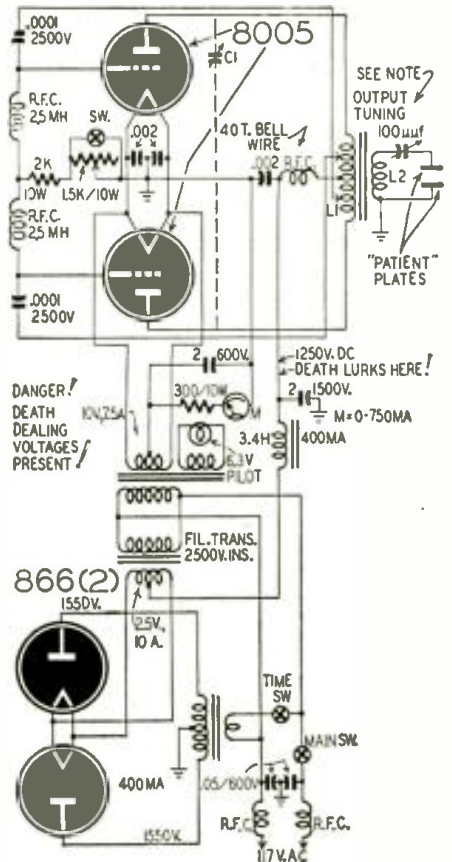 .0001
2500V
8005
C1
SEE NOTE
OUTPUT
TUNING
100µµf
R.F.C.
2.5 MH
SW.
.002
40 T. BELL
WIRE
.002 R.F.C.
2K
10W
1.5K/10W
L1
L2
R.F.C
2.5 MH
"PATIENT"
PLATES
.0001
2500V
2 600V.
1250V. DC
DEATH LURKS HERE!
DANGER!
DEATH
DEALING
VOLTAGES
PRESENT
10V,7.5A
300/10W
M
2 1500V.
M=0-750MA
3.4H
400MA
6.3V
PILOT
FIL. TRANS.
2500V. INS.
866(2)
1550V.
2.5V.,
10 A.
TIME
SW
MAIN SW.
400 MA
.05/600V
1550V.
R.F.C
R.F.C.
117V. AC